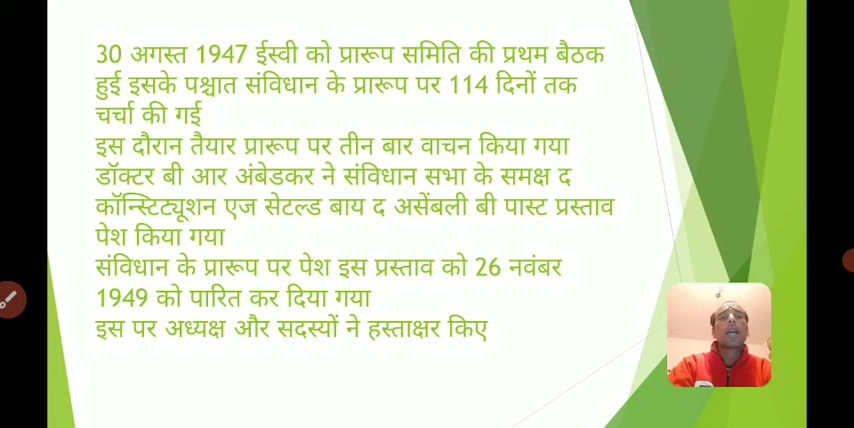 30 अगस्त 1947 ईस्वी को प्रारूप समिति की प्रथम बैठक
हुई इसके पश्चात संविधान के प्रारूप पर 114 दिनों तक
चर्चा की गई
इस दौरान तैयार प्रारूप पर तीन बार वाचन किया गया
डॉक्टर बी आर अंबेडकर ने संविधान सभा के समक्ष द
कॉन्स्टिट्यूशन एज सेटल्ड बाय द असेंबली बी पास्ट प्रस्ताव
पेश किया गया
संविधान के प्रारूप पर पेश इस प्रस्ताव को 26 नवंबर
1949 को पारित कर दिया गया
इस पर अध्यक्ष और सदस्यों ने हस्ताक्षर किए